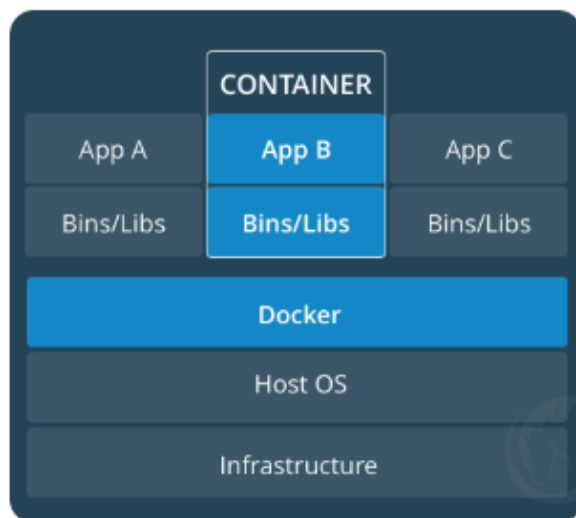 CONTAINER
App A App B App C
Bins/Libs Bins/Libs Bins/Libs
Docker
Host OS
Infrastructure